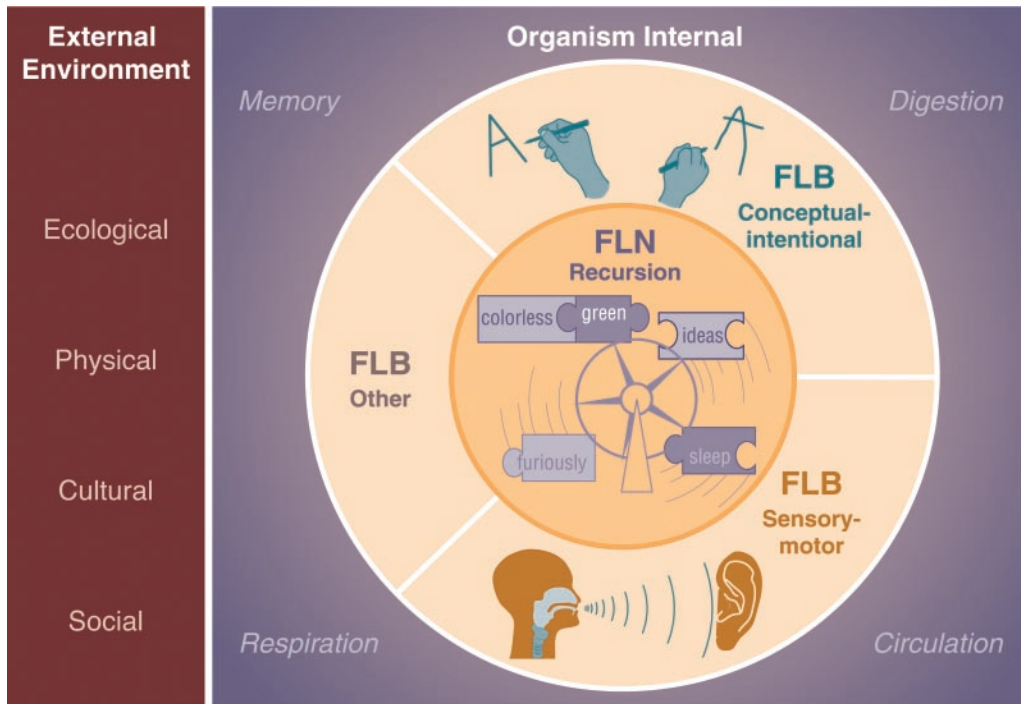 External
Environment
Ecological
Physical
Cultural
Social
Organism Internal
Memory
Digestion
A
A
FLB
Conceptual-
intentional
FLN
Recursion
colorless
green
ideas
FLB
Other
furiously
sleep
FLB
Sensory-
motor
Respiration
Circulation